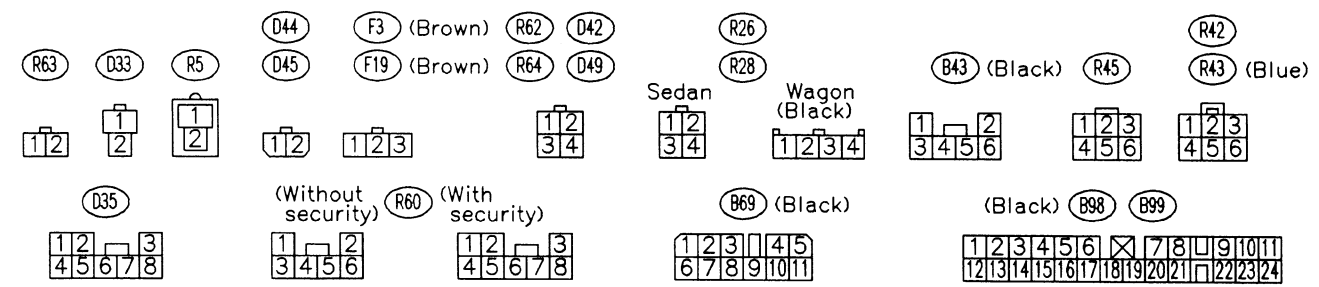 D44 F3 (Brown) R62 D42 R26 R42
R63 D33 R5 D45 F19 (Brown) R64 D49 R28 B43 (Black) R45 R43 (Blue)
Sedan Wagon
(Black)
1 1 1 2 1 2 1 2 1 2 3 1 2 3
1 2 2 2 1 2 1 2 3 3 4 3 4 1 2 3 4 3 4 5 6 4 5 6 4 5 6
D35 (Without security) R60 (With security) B69 (Black) (Black) B98 B99
1 2 3 1 2 1 2 3 1 2 3 4 5 1 2 3 4 5 6 7 8 9 10 11
4 5 6 7 8 3 4 5 6 4 5 6 7 8 6 7 8 9 10 11 12 13 14 15 16 17 18 19 20 21 22 23 24